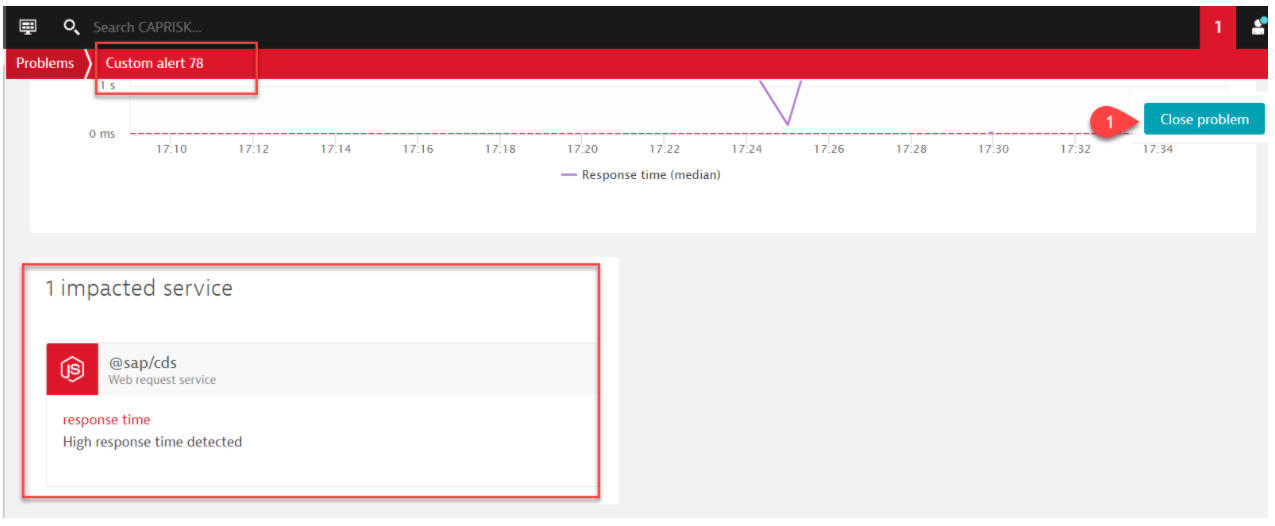 Search CAPRISK...
1
Problems
Custom alert 78
1 s
0 ms
1
Close problem
17:10 17:12 17:14 17:16 17:18 17:20 17:22 17:24 17:26 17:28 17:30 17:32 17:34
Response time (median)
1 impacted service
JS
@sap/cds
Web request service
response time
High response time detected